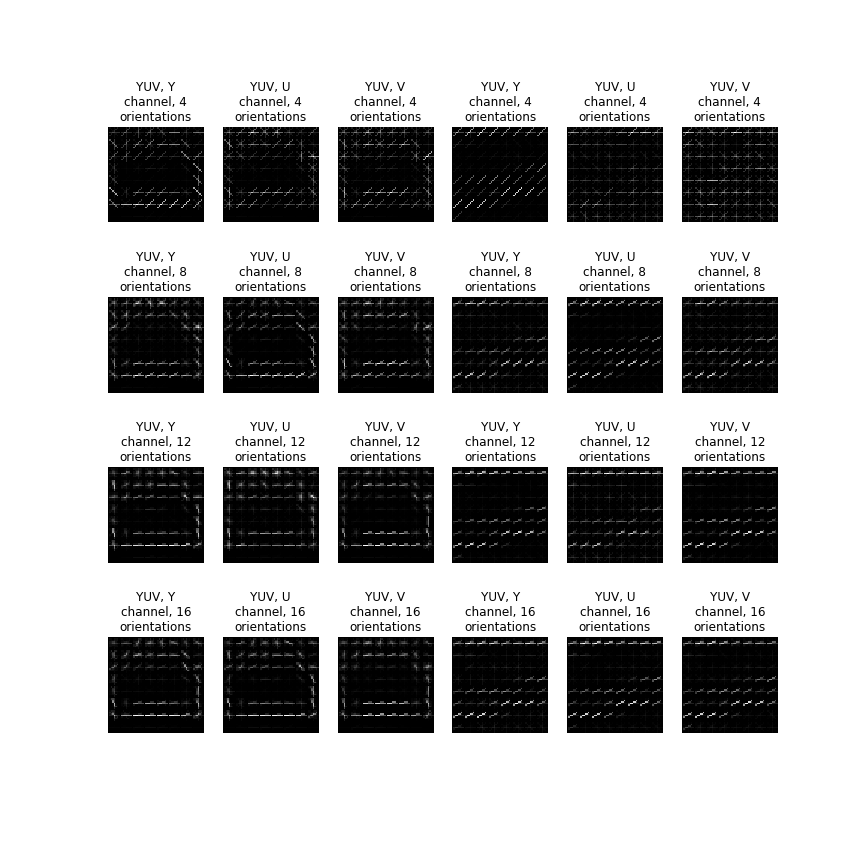 YUV, Y
channel, 4
orientations
YUV, U
channel, 4
orientations
YUV, V
channel, 4
orientations
YUV, Y
channel, 4
orientations
YUV, U
channel, 4
orientations
YUV, V
channel, 4
orientations
YUV, Y
channel, 8
orientations
YUV, U
channel, 8
orientations
YUV, V
channel, 8
orientations
YUV, Y
channel, 8
orientations
YUV, U
channel, 8
orientations
YUV, V
channel, 8
orientations
YUV, Y
channel, 12
orientations
YUV, U
channel, 12
orientations
YUV, V
channel, 12
orientations
YUV, Y
channel, 12
orientations
YUV, U
channel, 12
orientations
YUV, V
channel, 12
orientations
YUV, Y
channel, 16
orientations
YUV, U
channel, 16
orientations
YUV, V
channel, 16
orientations
YUV, Y
channel, 16
orientations
YUV, U
channel, 16
orientations
YUV, V
channel, 16
orientations